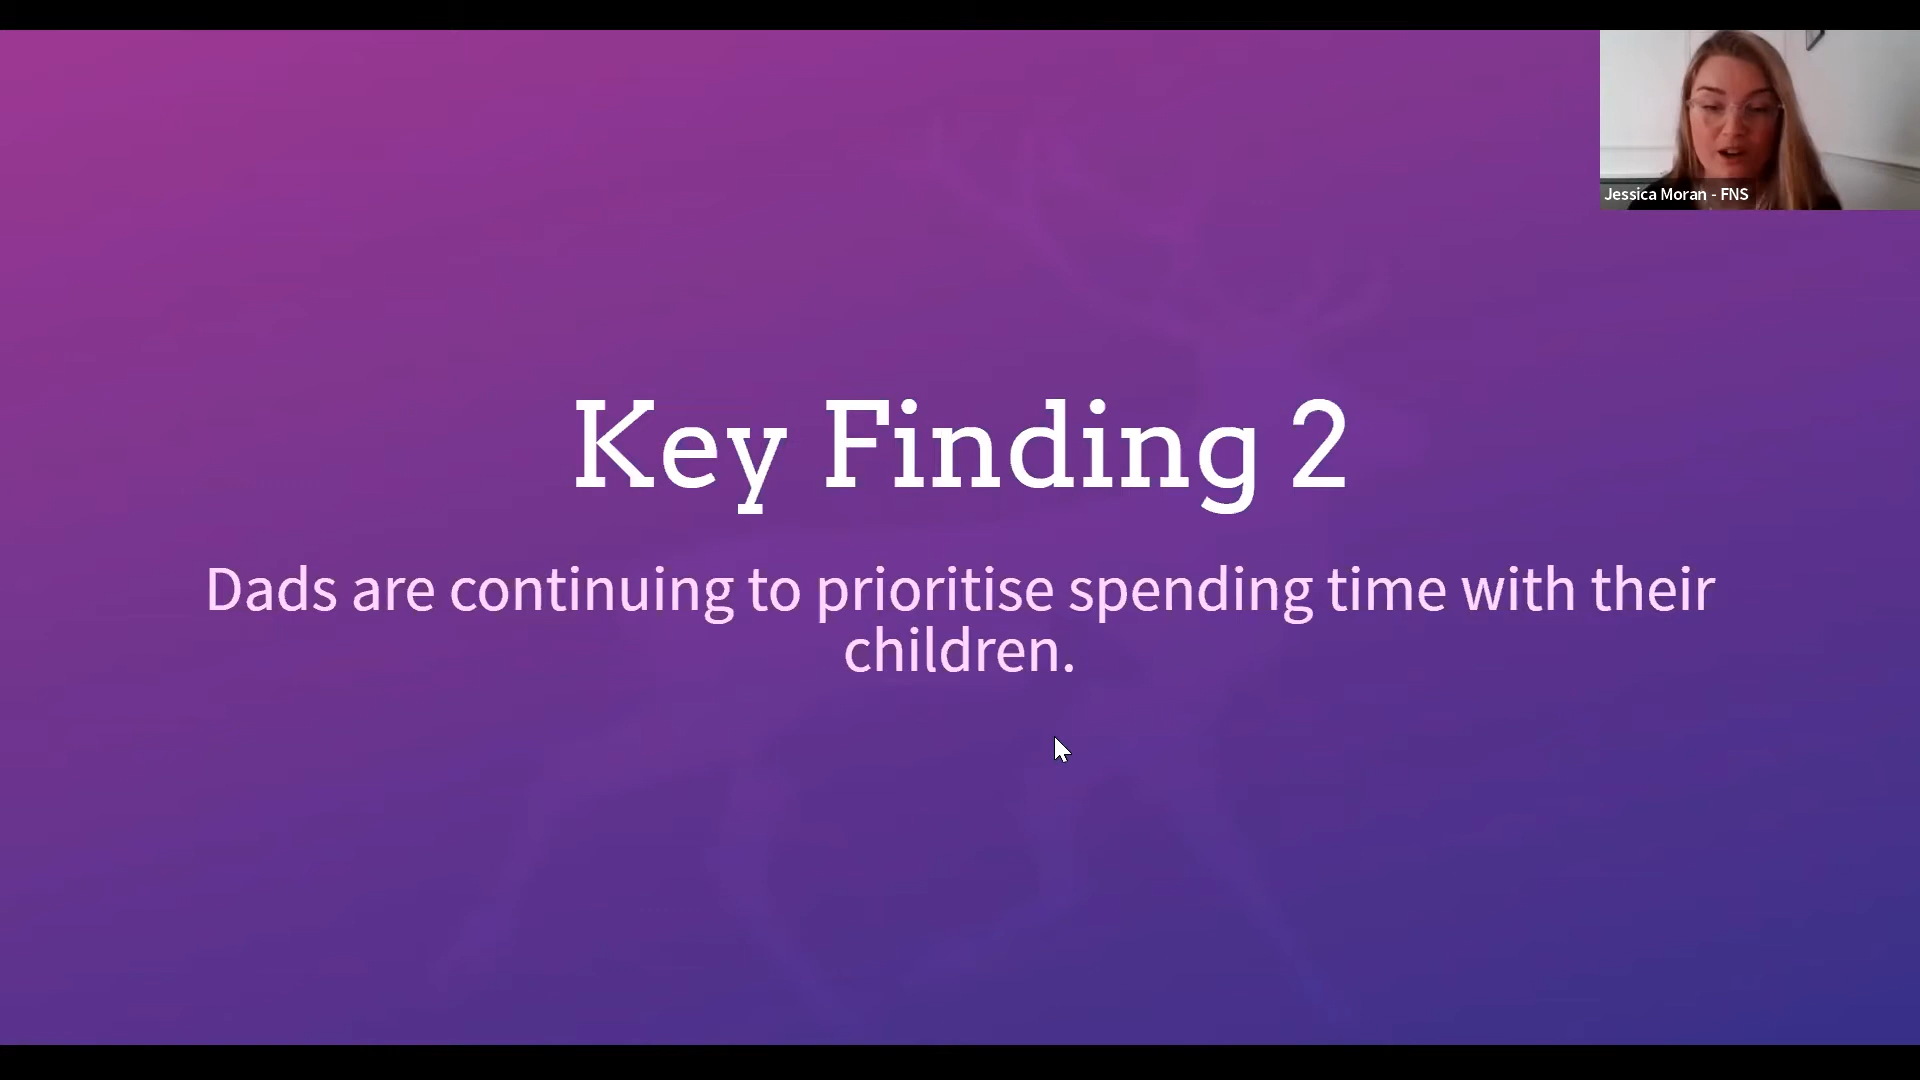 Jessica Moran - FNS
Key Finding 2
Dads are continuing to prioritise spending time with their
children.